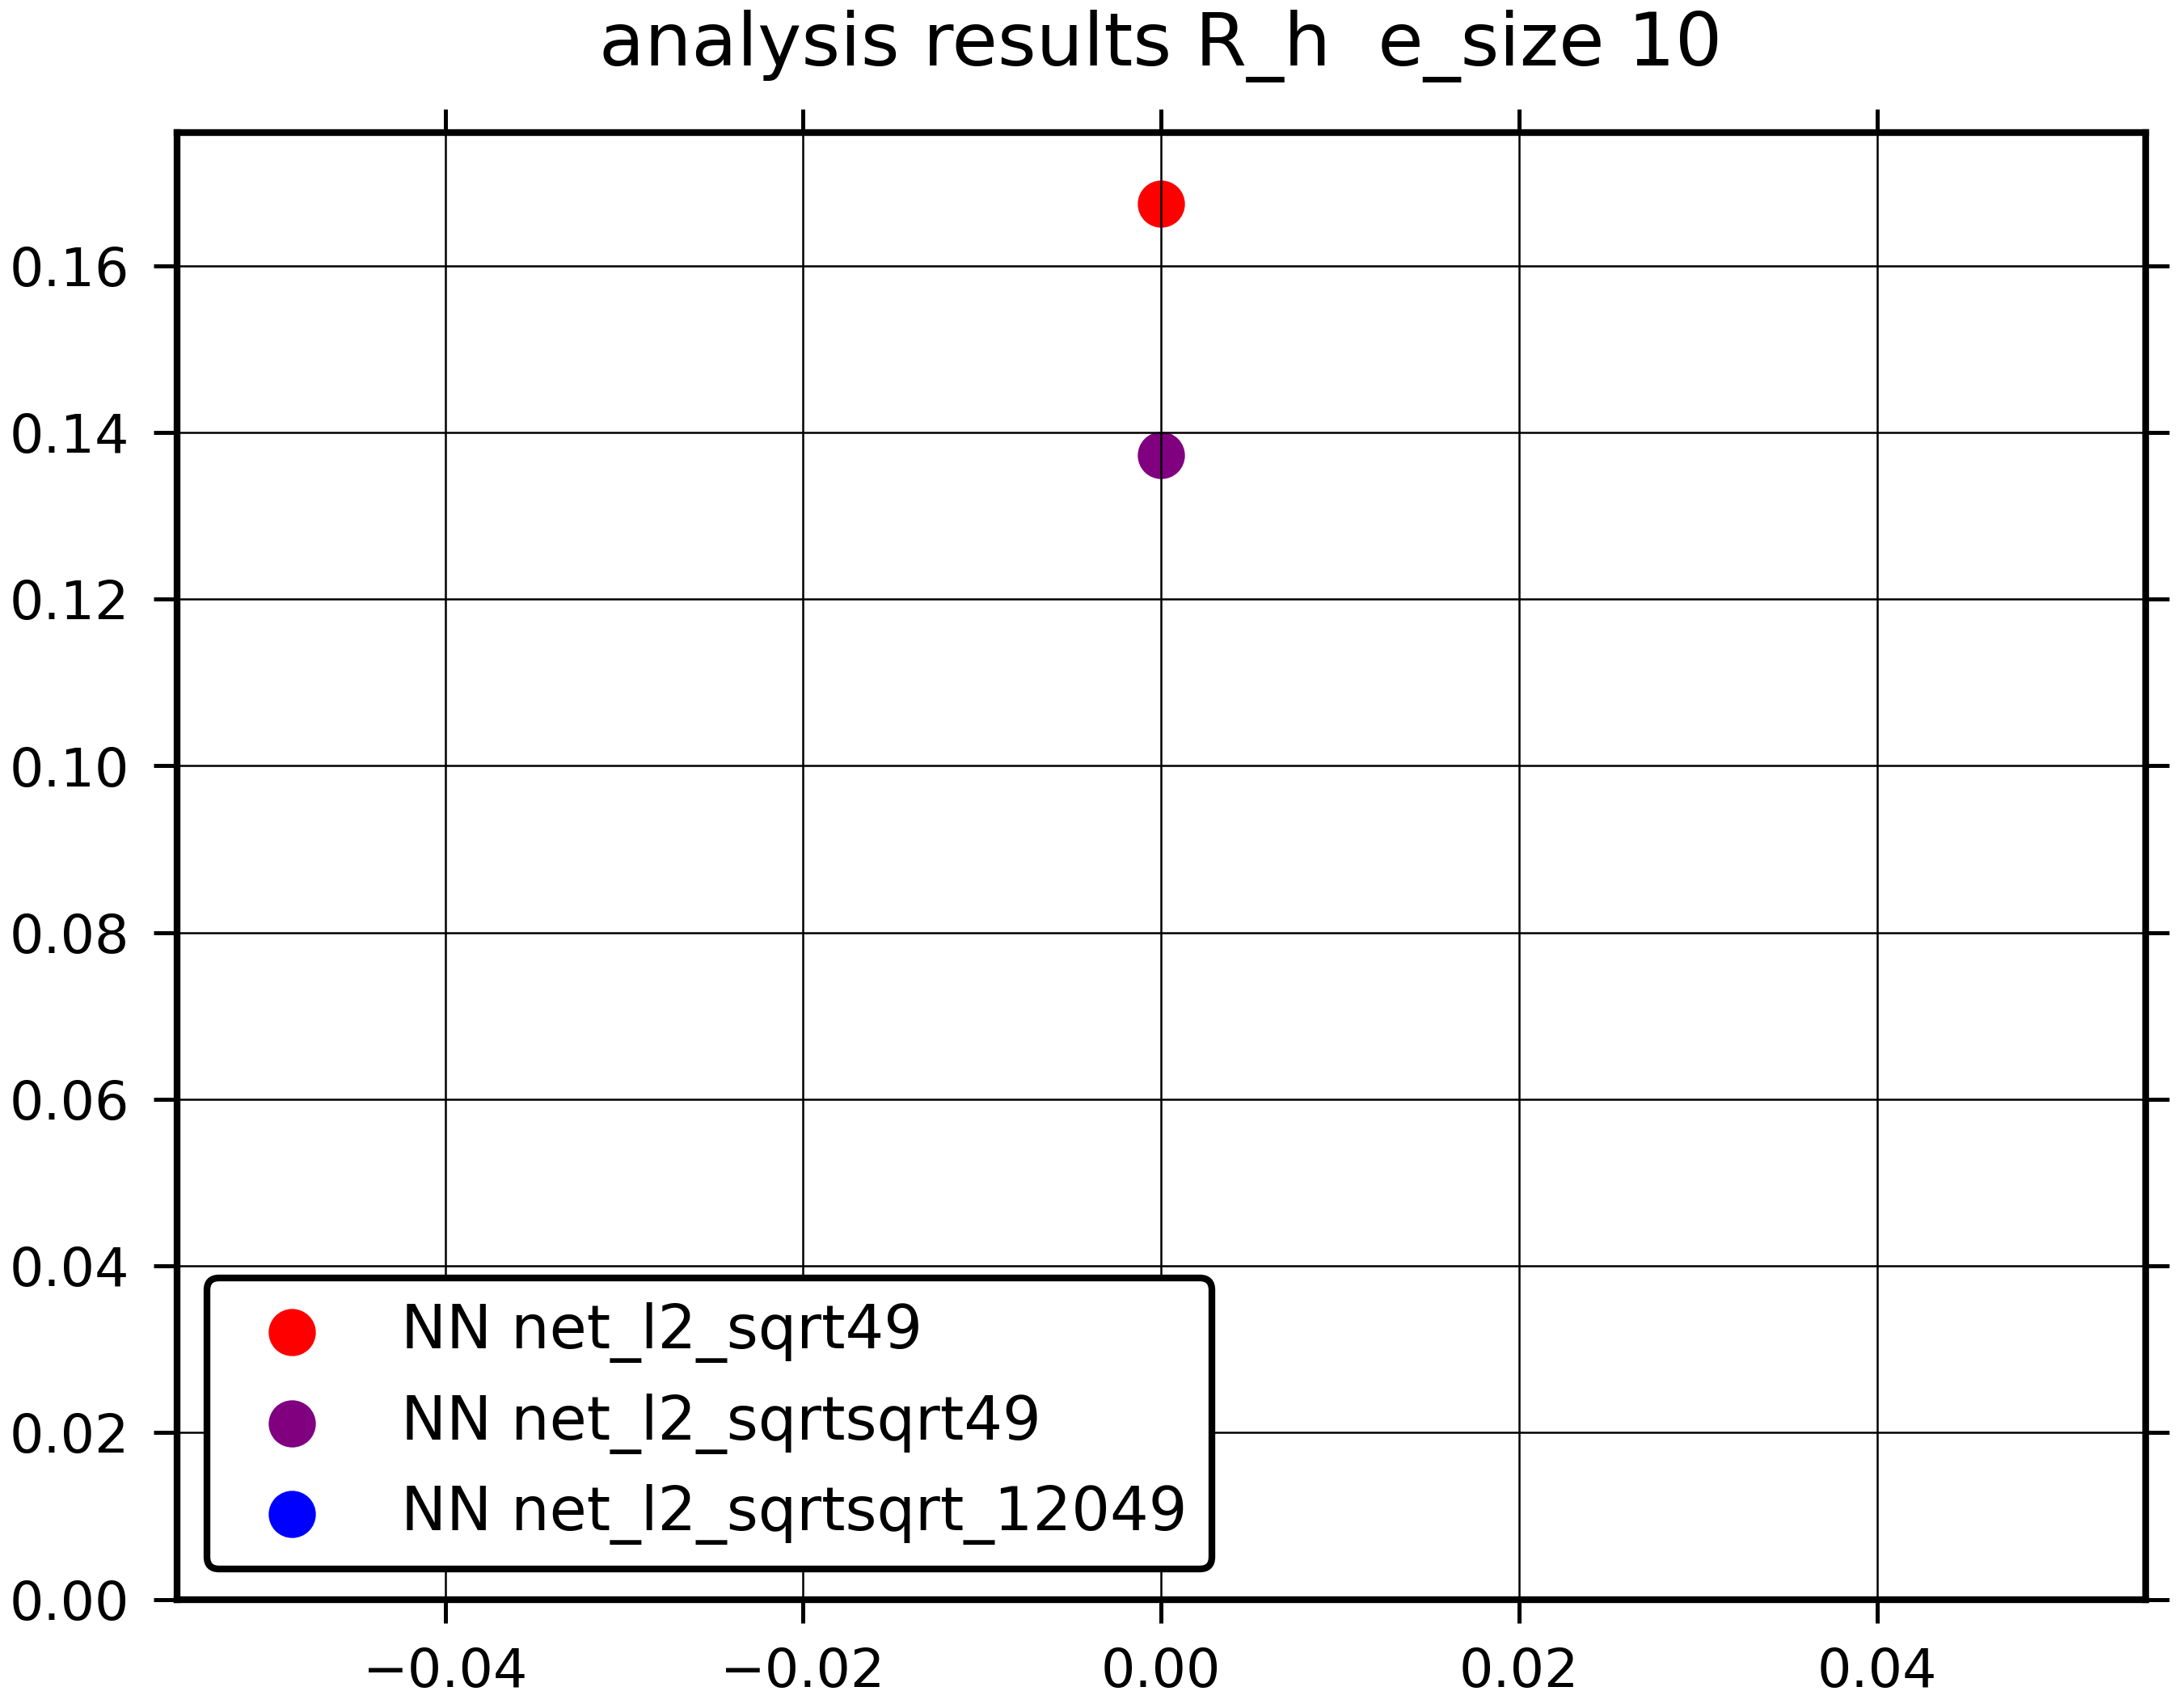 analysis results R_h  e_size 10
0.16
0.14
0.12
0.10
0.08
0.06
0.04
0.02
0.00
NN net_l2_sqrt49
NN net_l2_sqrtsqrt49
NN net_l2_sqrtsqrt_12049
−0.04 −0.02 0.00 0.02 0.04